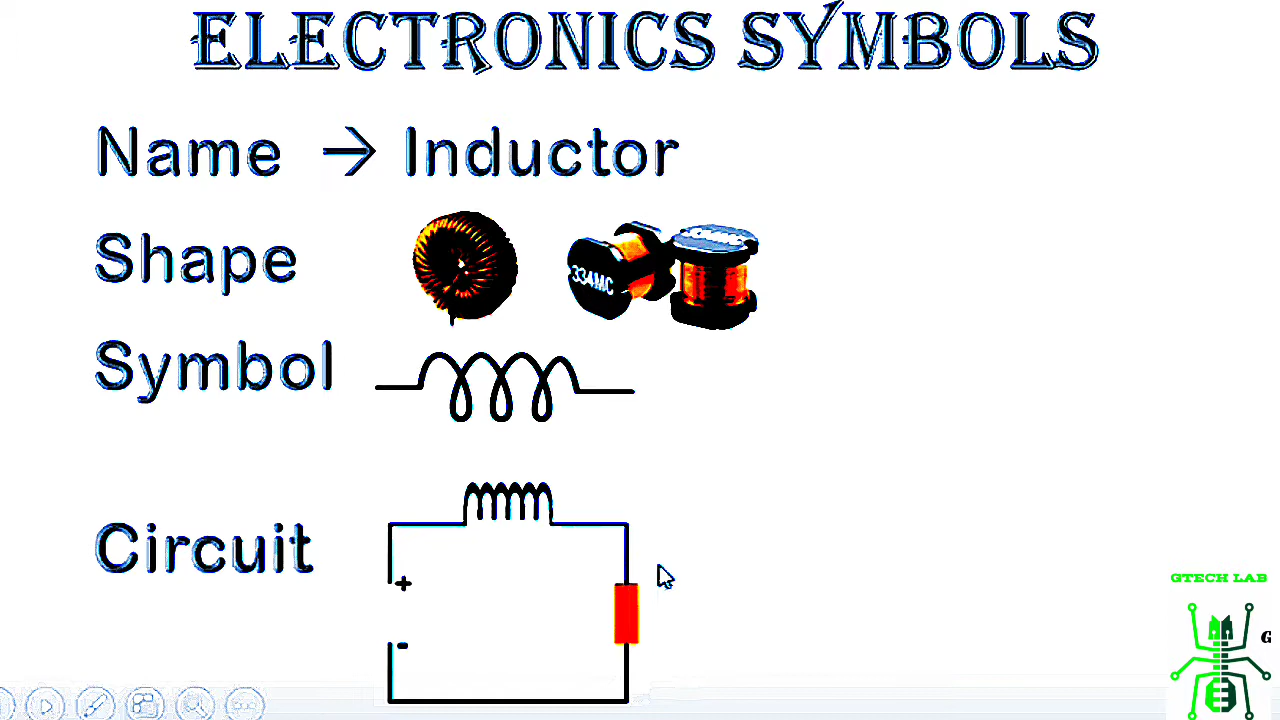 ELECTRONICS SYMBOLS
Name → Inductor
Shape
334MC
Symbol
Circuit
+
-
GTECH LAB
G